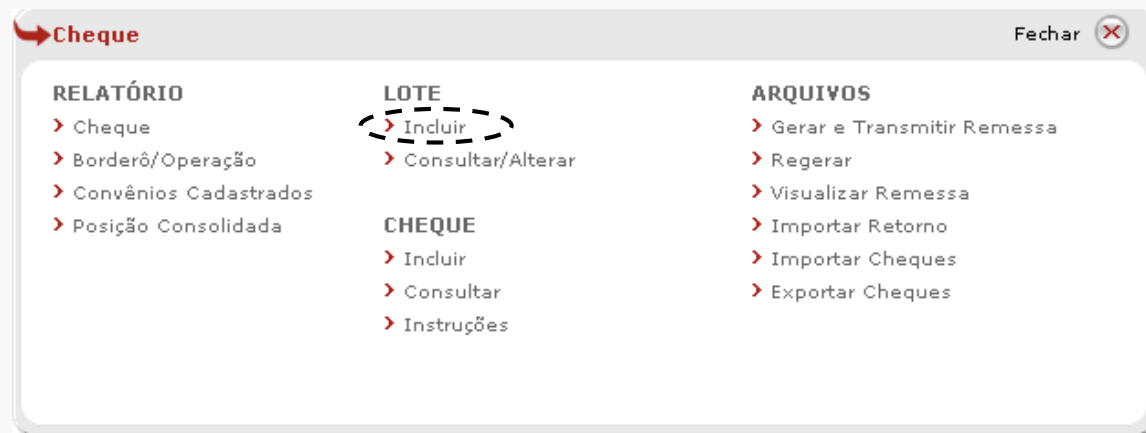 Cheque
Fechar
RELATÓRIO
Cheque
Borderô/Operação
Convênios Cadastrados
Posição Consolidada
LOTE
Incluir
Consultar/Alterar
CHEQUE
Incluir
Consultar
Instruções
ARQUIVOS
Gerar e Transmitir Remessa
Regerar
Visualizar Remessa
Importar Retorno
Importar Cheques
Exportar Cheques